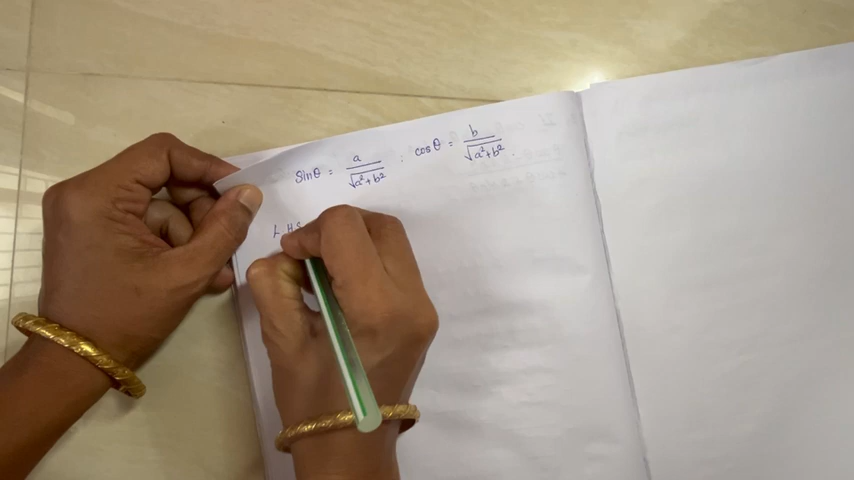 sinθ = a/√a²+b² ; cosθ = b/√a²+b² .
L.H.S